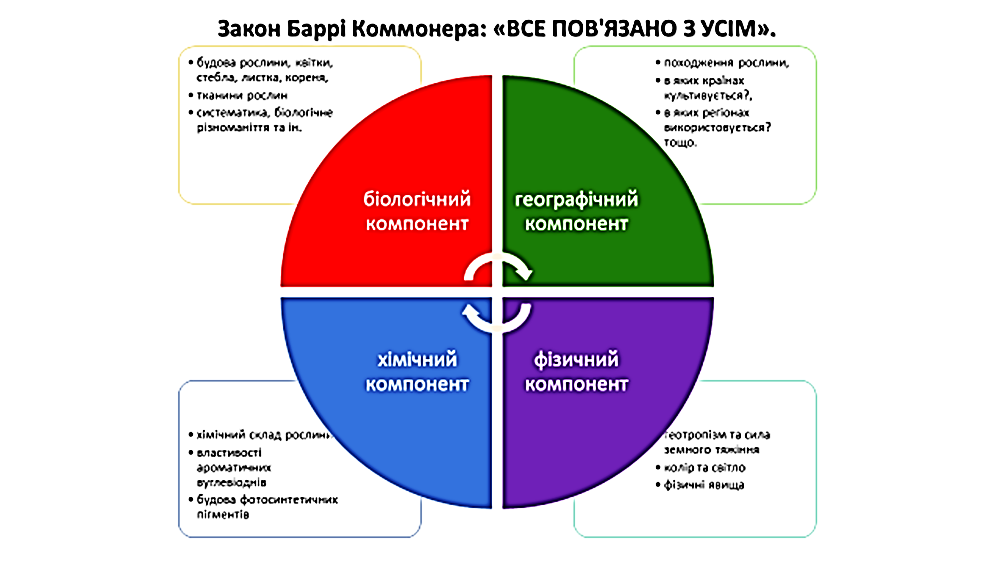 Закон Баррі Коммонера: «ВСЕ ПОВ'ЯЗАНО З УСІМ».
• будова рослини, квітки,
стебла, листка, кореня,
• тканини рослин
• систематика, біологічне
різноманіття та ін.
• походження рослини,
• в яких країнах
культивується?,
• в яких регіонах
використовується?
тощо.
біологічний
компонент
географічний
компонент
хімічний
компонент
фізичний
компонент
• хімічний склад рослини
• властивості
ароматичних
вуглевіоднів
• будова фотосинтетичних
пігментів
геотропізм та сила
земного тяжіння
• колір та світло
• фізичні явища